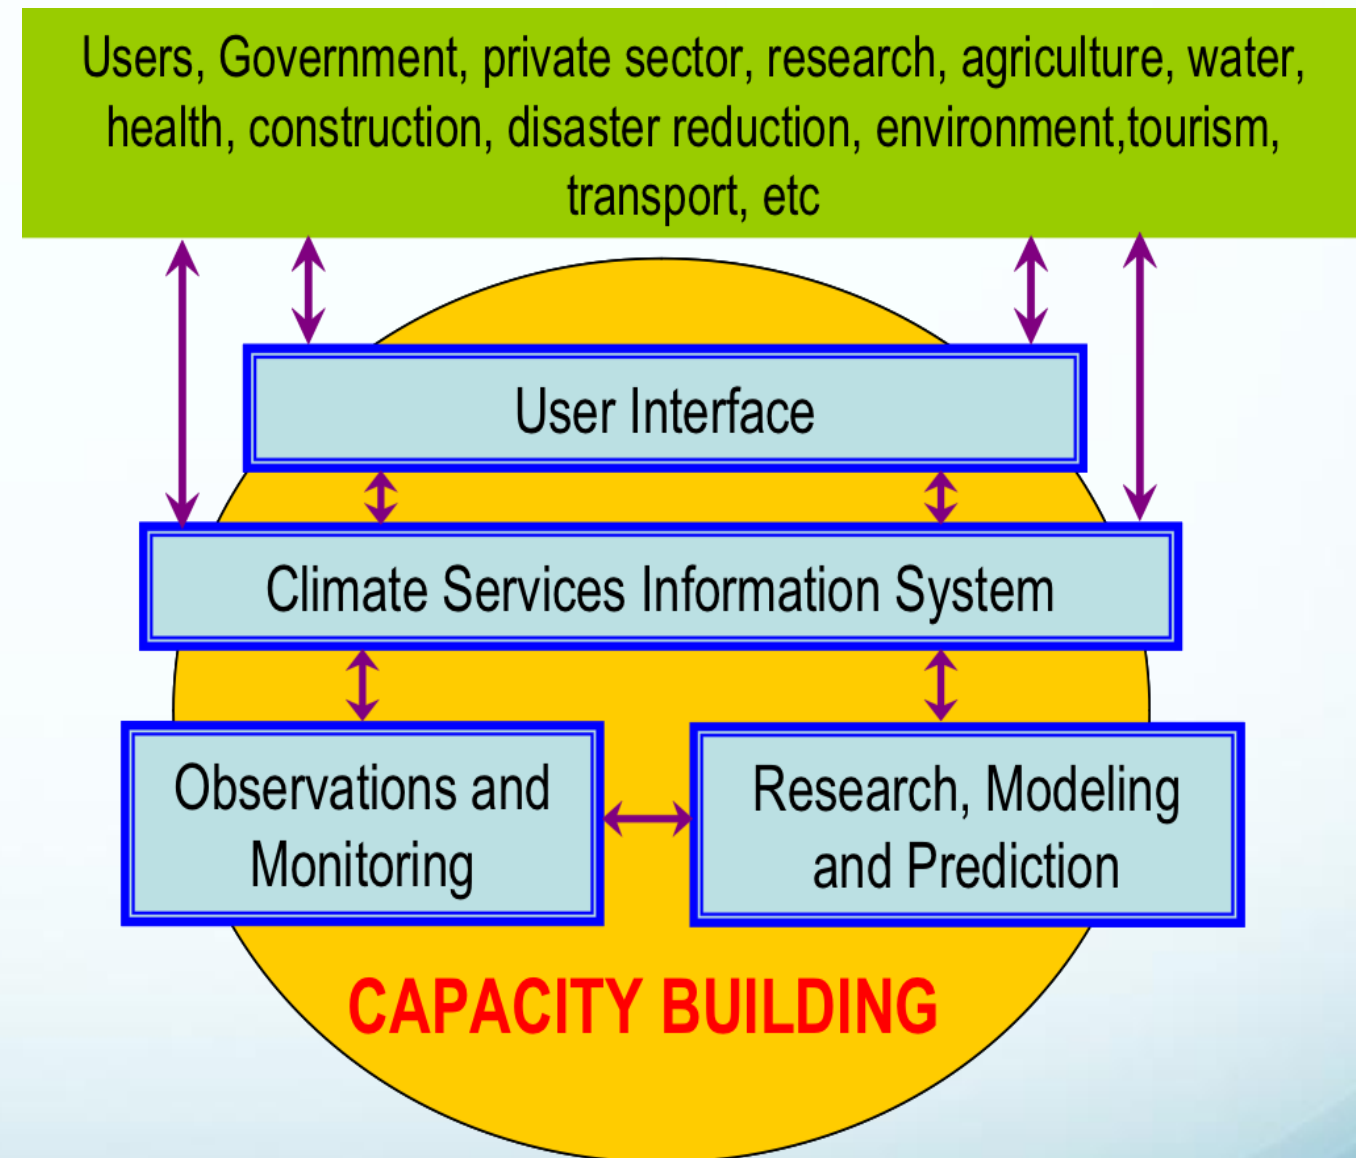 Users, Government, private sector, research, agriculture, water,
health, construction, disaster reduction, environment,tourism,
transport, etc
User Interface
Climate Services Information System
Observations and
Monitoring
Research, Modeling
and Prediction
CAPACITY BUILDING